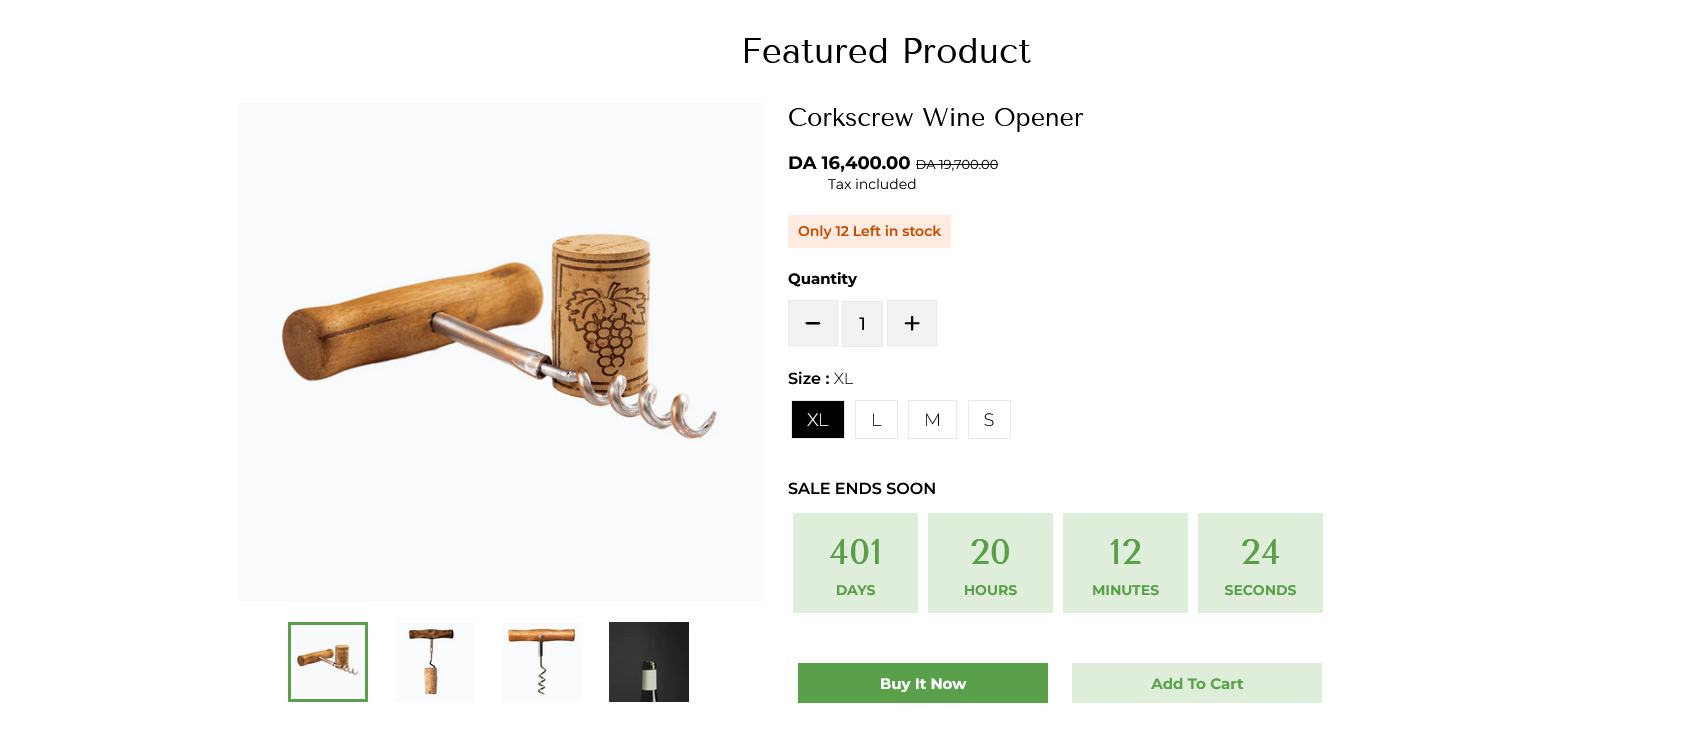 Featured Product
Corkscrew Wine Opener
DA 16,400.00 DA 19,700.00
Tax included
Only 12 Left in stock
Quantity
− 1 +
Size : XL
XL L M S
SALE ENDS SOON
401 20 12 24
DAYS HOURS MINUTES SECONDS
Buy It Now Add To Cart